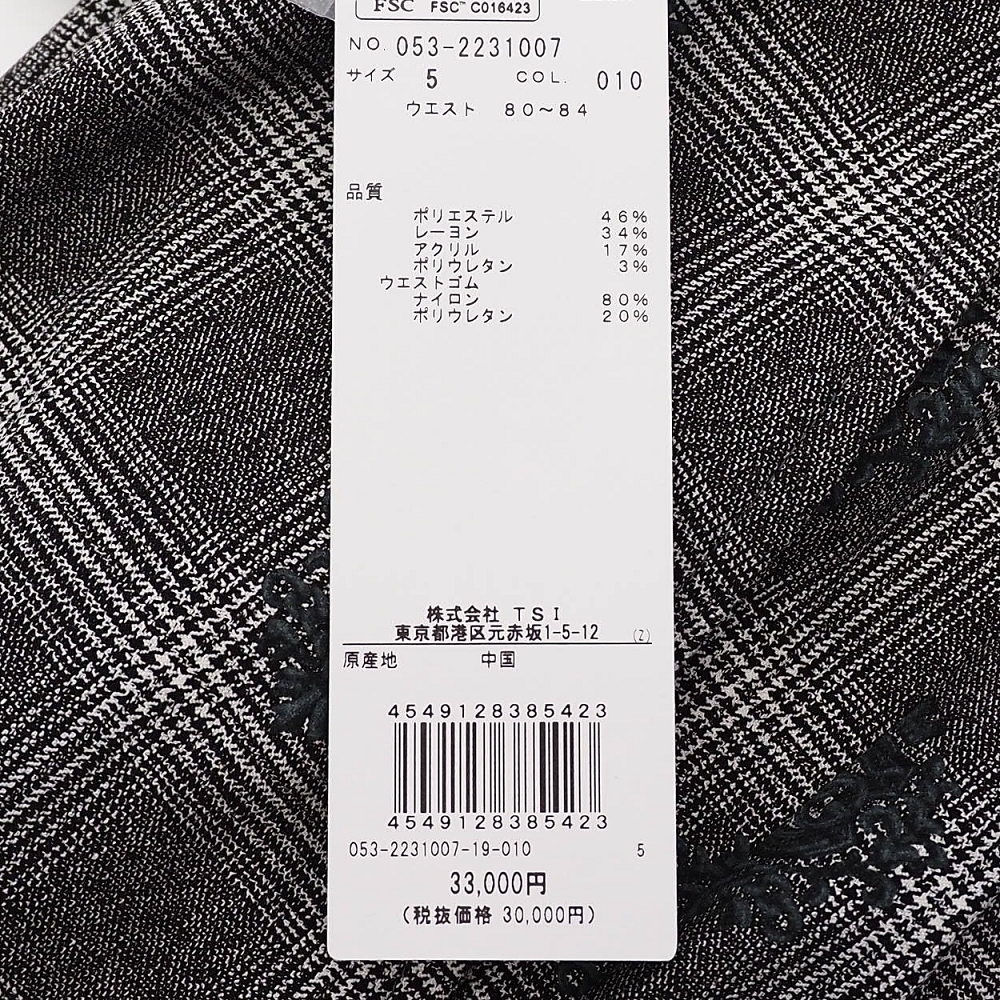 FSC FSC™ C016423
NO. 053-2231007
サイズ 5 COL. 010
ウエスト 80～84
品質
ポリエステル 46%
レーヨン 34%
アクリル 17%
ポリウレタン 3%
ウエストゴム
ナイロン 80%
ポリウレタン 20%
株式会社 TSI
東京都港区元赤坂1-5-12 (Z)
原産地 中国
4549128385423
4549128385423
053-2231007-19-010 5
33,000円
(税抜価格 30,000円)